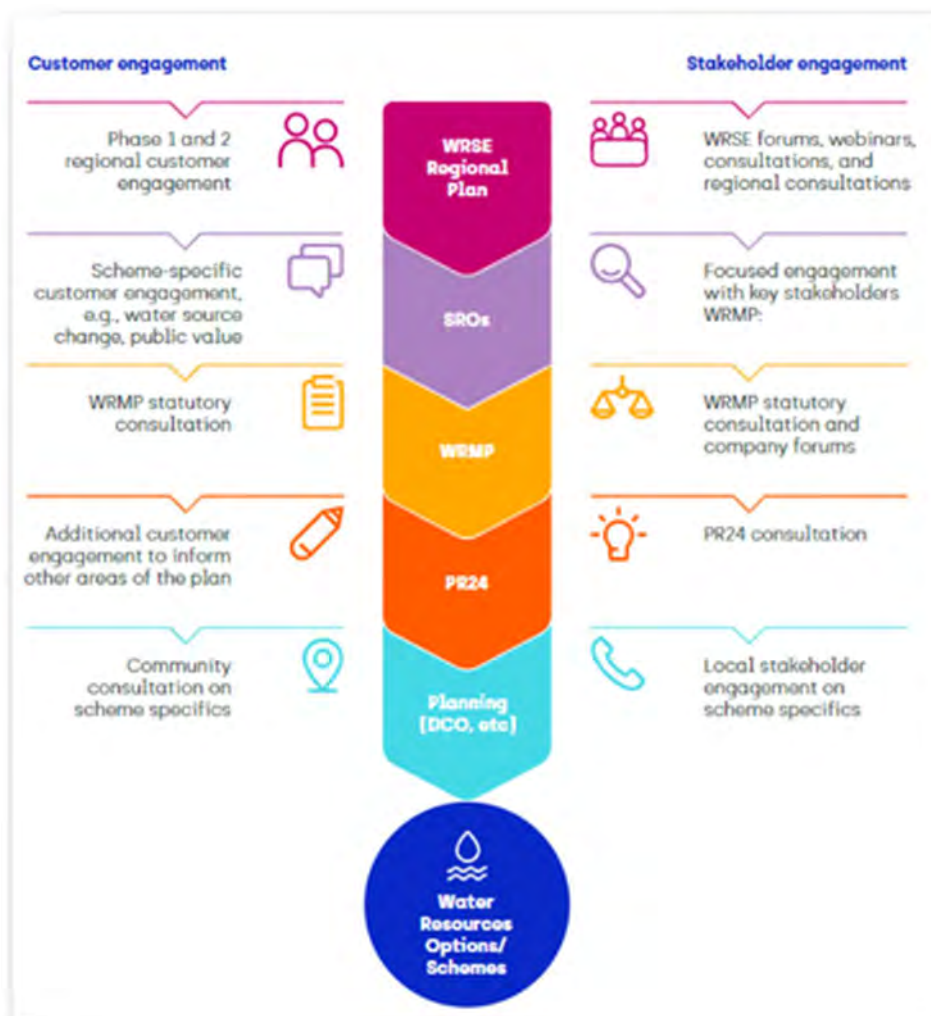 Customer engagement
Stakeholder engagement
Phase 1 and 2
regional customer
engagement
WRSE
Regional
Plan
WRSE forums, webinars,
consultations, and
regional consultations
Scheme-specific
customer engagement,
e.g., water source
change, public value
SROs
Focused engagement
with key stakeholders
WRMP:
WRMP statutory
consultation
WRMP
WRMP statutory
consultation and
company forums
Additional customer
engagement to inform
other areas of the plan
PR24
PR24 consultation
Community
consultation on
scheme specifics
Planning
(DCO, etc)
Local stakeholder
engagement on
scheme specifics
Water
Resources
Options/
Schemes